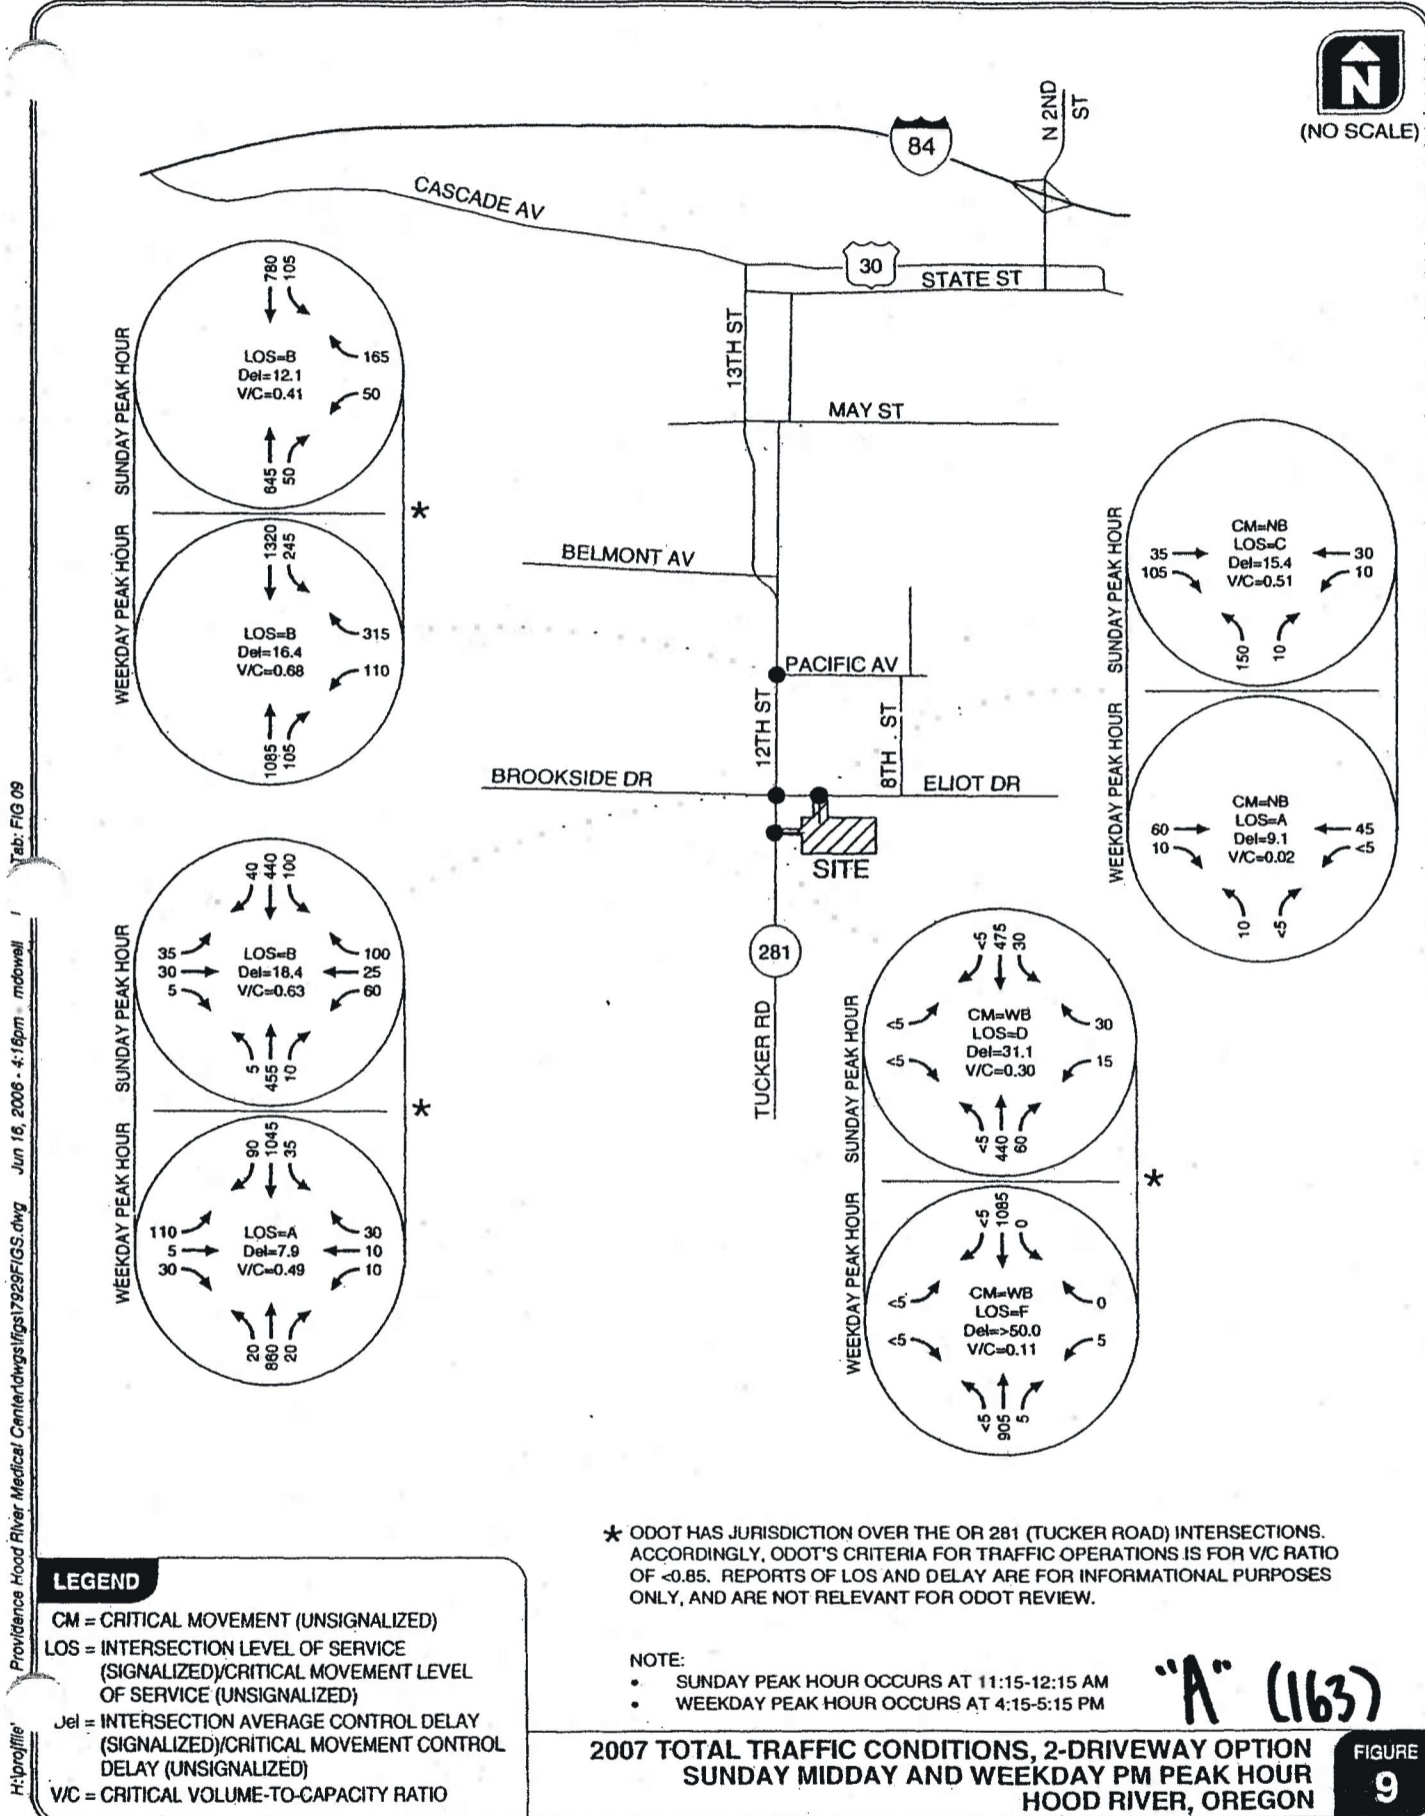 N
(NO SCALE)
N 2ND
ST
84
CASCADE AV
30
STATE ST
13TH ST
MAY ST
BELMONT AV
PACIFIC AV
12TH ST
8TH ST
BROOKSIDE DR
ELIOT DR
SITE
281
TUCKER RD
SUNDAY PEAK HOUR
780
105
LOS=B
Del=12.1
V/C=0.41
165
50
645
50
*
WEEKDAY PEAK HOUR
1320
245
LOS=B
Del=16.4
V/C=0.68
315
110
1085
105
SUNDAY PEAK HOUR
35
105
CM=NB
LOS=C
Del=15.4
V/C=0.51
30
10
150
10
WEEKDAY PEAK HOUR
60
10
CM=NB
LOS=A
Del=9.1
V/C=0.02
45
<5
10
<5
SUNDAY PEAK HOUR
40
440
100
35
30
5
LOS=B
Del=18.4
V/C=0.63
100
25
60
5
455
10
*
WEEKDAY PEAK HOUR
90
1045
35
110
5
30
LOS=A
Del=7.9
V/C=0.49
30
10
10
20
860
20
SUNDAY PEAK HOUR
<5
475
30
<5
<5
CM=WB
LOS=D
Del=31.1
V/C=0.30
30
15
<5
440
60
*
WEEKDAY PEAK HOUR
<5
1085
0
<5
<5
CM=WB
LOS=F
Del=>50.0
V/C=0.11
0
5
<5
905
5
* ODOT HAS JURISDICTION OVER THE OR 281 (TUCKER ROAD) INTERSECTIONS.
ACCORDINGLY, ODOT'S CRITERIA FOR TRAFFIC OPERATIONS IS FOR V/C RATIO
OF <0.85. REPORTS OF LOS AND DELAY ARE FOR INFORMATIONAL PURPOSES
ONLY, AND ARE NOT RELEVANT FOR ODOT REVIEW.
NOTE:
• SUNDAY PEAK HOUR OCCURS AT 11:15-12:15 AM
• WEEKDAY PEAK HOUR OCCURS AT 4:15-5:15 PM
"A" (163)
LEGEND
CM = CRITICAL MOVEMENT (UNSIGNALIZED)
LOS = INTERSECTION LEVEL OF SERVICE
(SIGNALIZED)/CRITICAL MOVEMENT LEVEL
OF SERVICE (UNSIGNALIZED)
Del = INTERSECTION AVERAGE CONTROL DELAY
(SIGNALIZED)/CRITICAL MOVEMENT CONTROL
DELAY (UNSIGNALIZED)
V/C = CRITICAL VOLUME-TO-CAPACITY RATIO
2007 TOTAL TRAFFIC CONDITIONS, 2-DRIVEWAY OPTION
SUNDAY MIDDAY AND WEEKDAY PM PEAK HOUR
HOOD RIVER, OREGON
FIGURE
9
H:\projfile' Providence Hood River Medical Center\dwgs\figs\7929FIGS.dwg Jun 16, 2006 - 4:16pm - mdowell Tab: FIG 09